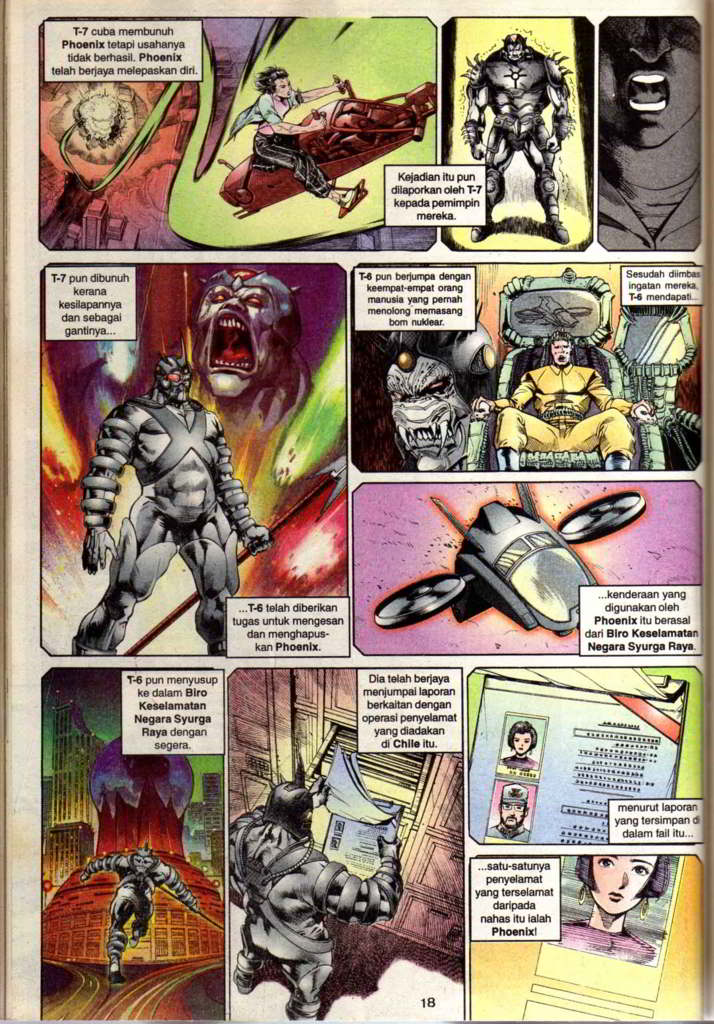 T-7 cuba membunuh
Phoenix tetapi usahanya
tidak berhasil. Phoenix
telah berjaya melepaskan diri.
Kejadian itu pun
dilaporkan oleh T-7
kepada pemimpin
mereka.
T-7 pun dibunuh
kerana
kesilapannya
dan sebagai
gantinya...
...T-6 telah diberikan
tugas untuk mengesan
dan menghapus-
kan Phoenix.
T-6 pun berjumpa dengan
keempat-empat orang
manusia yang pernah
menolong memasang
bom nuklear.
Sesudah diimbas
ingatan mereka,
T-6 mendapati...
...kenderaan yang
digunakan oleh
Phoenix itu berasal
dari Biro Keselamatan
Negara Syurga Raya.
T-6 pun menyusup
ke dalam Biro
Keselamatan
Negara Syurga
Raya dengan
segera.
Dia telah berjaya
menjumpai laporan
berkaitan dengan
operasi penyelamat
yang diadakan
di Chile itu.
menurut laporan
yang tersimpan di
dalam fail itu...
...satu-satunya
penyelamat
yang terselamat
daripada
nahas itu ialah
Phoenix!
18